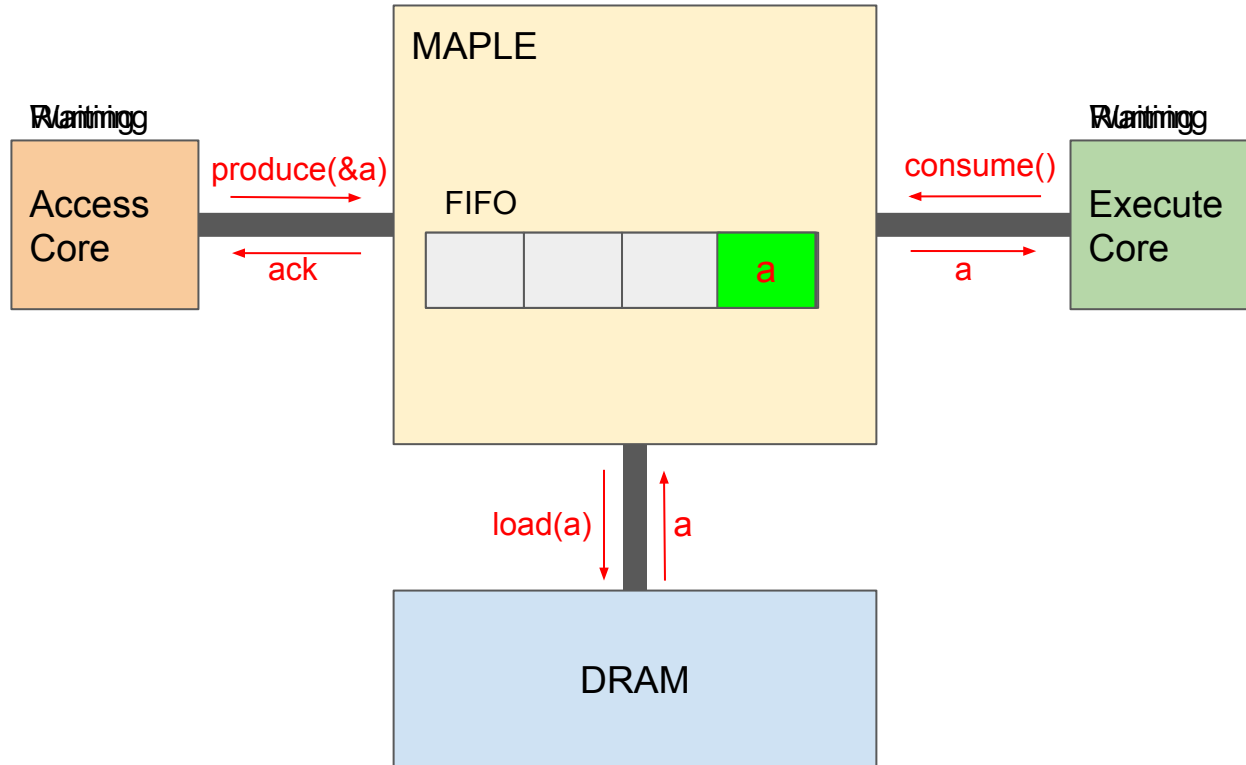 MAPLE
Access
Core
produce(&a)
ack
FIFO
a
consume()
a
Execute
Core
load(a)
a
DRAM